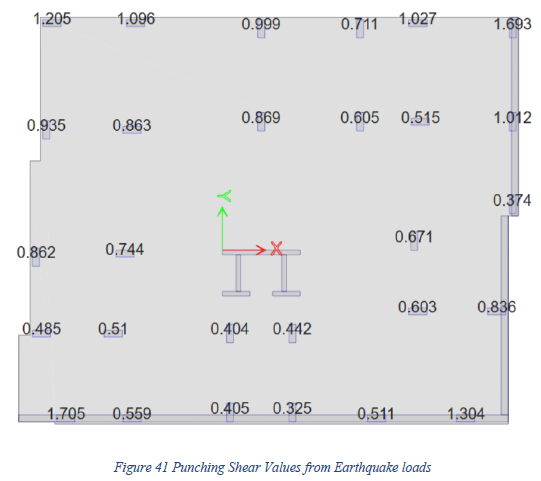 1.205 1.096 0.999 0.711 1.027 1.693
0.935 0.863 0.869 0.605 0.515 1.012
0.374
Y
0.862 0.744 X 0.671
0.603 0.836
0.485 0.51 0.404 0.442
1.705 0.559 0.405 0.325 0.511 1.304
Figure 41 Punching Shear Values from Earthquake loads